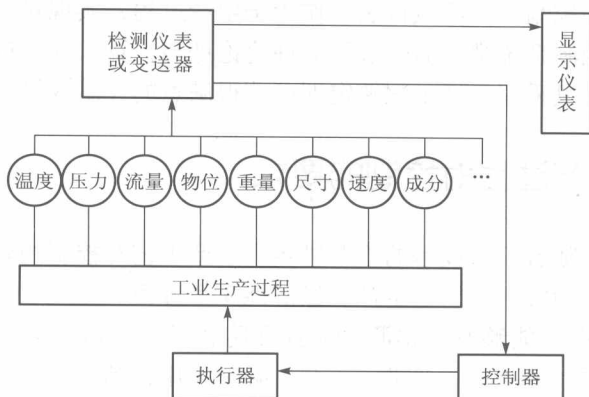 检测仪表
或变送器
显示仪表
温度 压力 流量 物位 重量 尺寸 速度 成分 …
工业生产过程
执行器
控制器